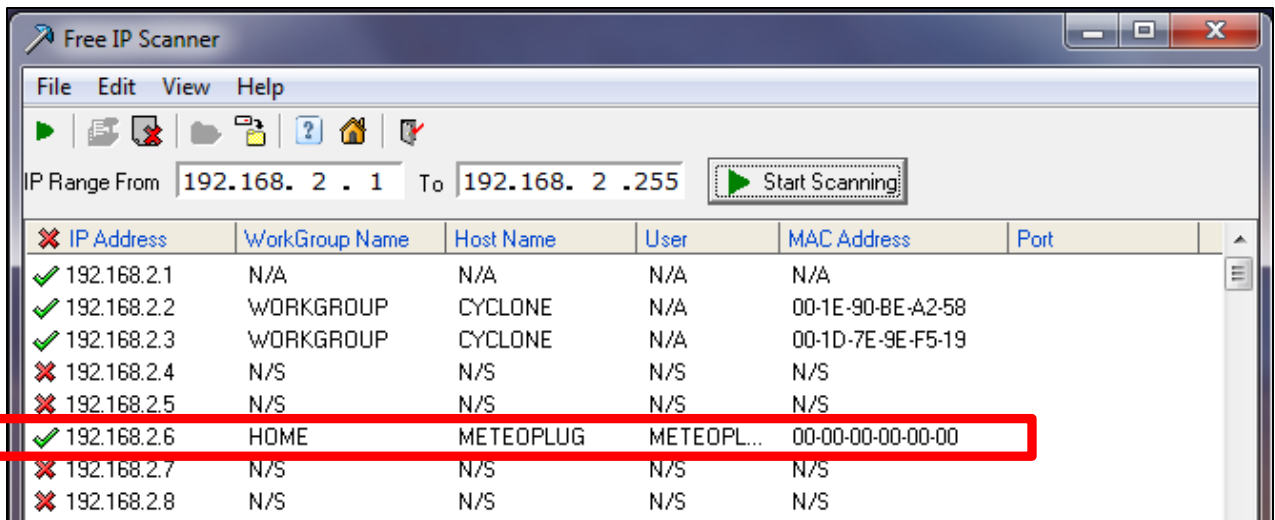 Free IP Scanner
File Edit View Help
IP Range From 192.168. 2 . 1 To 192.168. 2 .255 Start Scanning
IP Address WorkGroup Name Host Name User MAC Address Port
192.168.2.1 N/A N/A N/A N/A
192.168.2.2 WORKGROUP CYCLONE N/A 00-1E-90-BE-A2-58
192.168.2.3 WORKGROUP CYCLONE N/A 00-1D-7E-9E-F5-19
192.168.2.4 N/S N/S N/S N/S
192.168.2.5 N/S N/S N/S N/S
192.168.2.6 HOME METEOPLUG METEOPL... 00-00-00-00-00-00
192.168.2.7 N/S N/S N/S N/S
192.168.2.8 N/S N/S N/S N/S